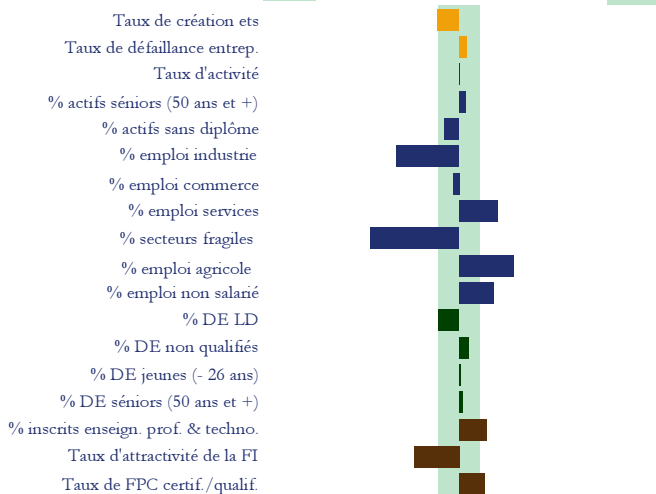 Taux de création ets
Taux de défaillance entrep.
Taux d'activité
% actifs séniors (50 ans et +)
% actifs sans diplôme
% emploi industrie
% emploi commerce
% emploi services
% secteurs fragiles
% emploi agricole
% emploi non salarié
% DE LD
% DE non qualifiés
% DE jeunes (- 26 ans)
% DE séniors (50 ans et +)
% inscrits enseign. prof. & techno.
Taux d'attractivité de la FI
Taux de FPC certif./qualif.